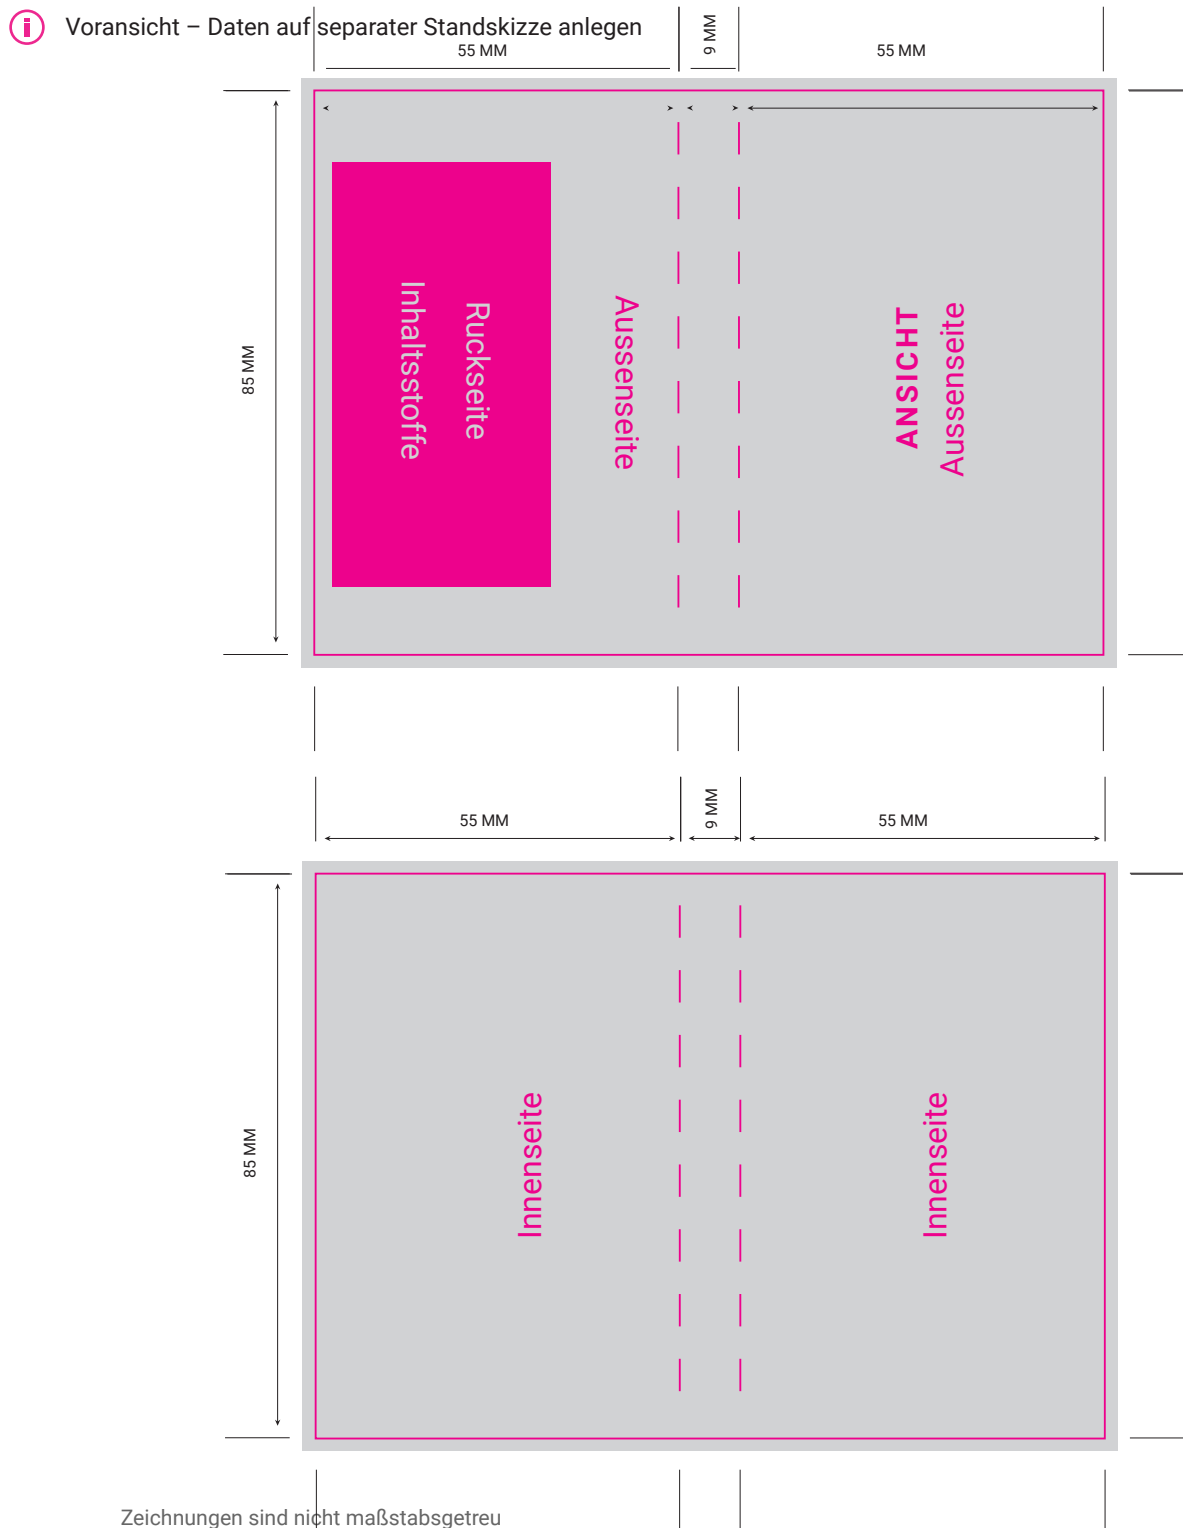 Voransicht – Daten auf separater Standskizze anlegen
55 MM
9 MM
55 MM
85 MM
Ruckseite
Inhaltsstoffe
Aussenseite
ANSICHT
Aussenseite
55 MM
9 MM
55 MM
85 MM
Innenseite
Innenseite
Zeichnungen sind nicht maßstabsgetreu